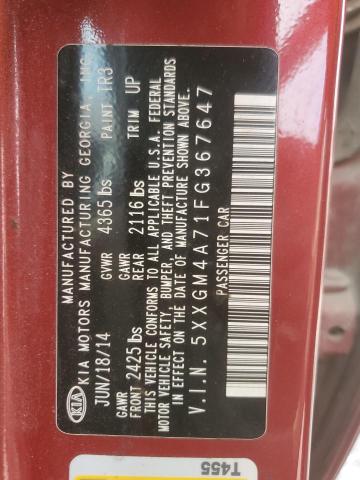 MANUFACTURED BY
KIA KIA MOTORS MANUFACTURING GEORGIA, INC.
JUN/18/14 GVWR 4365 lbs PAINT TR3
GAWR FRONT 2425 lbs GAWR REAR 2116 lbs TRIM UP
THIS VEHICLE CONFORMS TO ALL APPLICABLE U.S.A. FEDERAL
MOTOR VEHICLE SAFETY, BUMPER, AND THEFT PREVENTION STANDARDS
IN EFFECT ON THE DATE OF MANUFACTURE SHOWN ABOVE.
V.I.N. 5XXGM4A71FG367647
PASSENGER CAR
T455